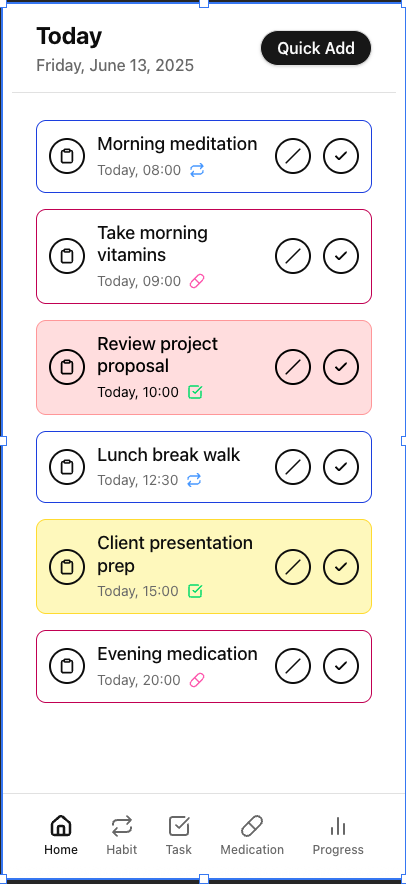 Today
Friday, June 13, 2025
Quick Add
Morning meditation
Today, 08:00
Take morning
vitamins
Today, 09:00
Review project
proposal
Today, 10:00
Lunch break walk
Today, 12:30
Client presentation
prep
Today, 15:00
Evening medication
Today, 20:00
Home
Habit
Task
Medication
Progress